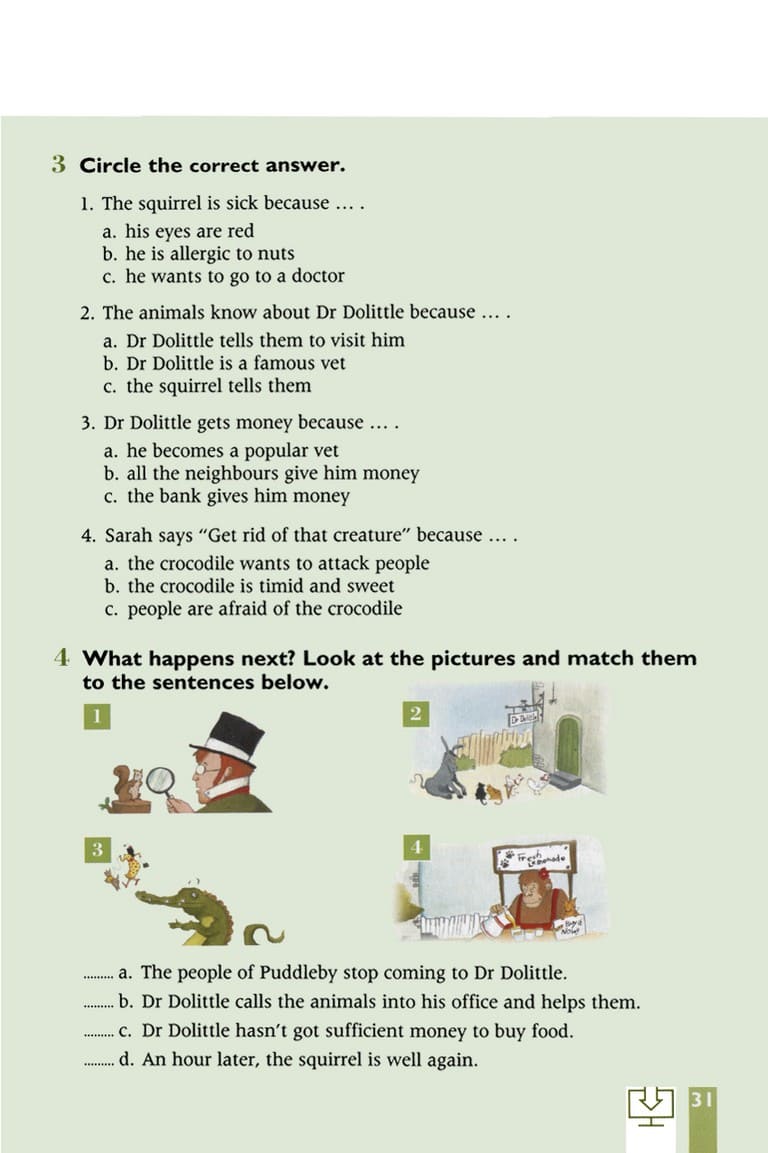 3 Circle the correct answer.
1. The squirrel is sick because ... .
a. his eyes are red
b. he is allergic to nuts
c. he wants to go to a doctor
2. The animals know about Dr Dolittle because ... .
a. Dr Dolittle tells them to visit him
b. Dr Dolittle is a famous vet
c. the squirrel tells them
3. Dr Dolittle gets money because ... .
a. he becomes a popular vet
b. all the neighbours give him money
c. the bank gives him money
4. Sarah says “Get rid of that creature” because ... .
a. the crocodile wants to attack people
b. the crocodile is timid and sweet
c. people are afraid of the crocodile
4 What happens next? Look at the pictures and match them
to the sentences below.
1
2
Dr Dolittle
3
4
Fresh
Lemonade
......... a. The people of Puddleby stop coming to Dr Dolittle.
......... b. Dr Dolittle calls the animals into his office and helps them.
......... c. Dr Dolittle hasn’t got sufficient money to buy food.
......... d. An hour later, the squirrel is well again.
31